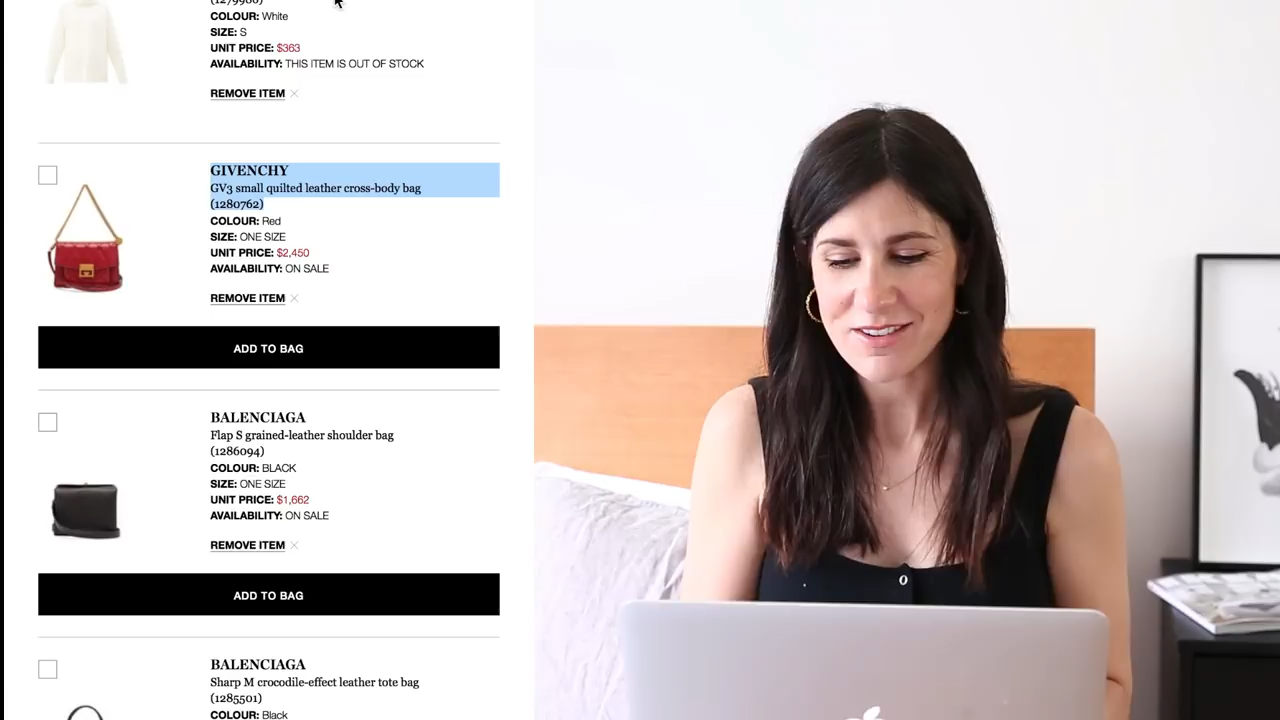 (1279986)
COLOUR: White
SIZE: S
UNIT PRICE: $363
AVAILABILITY: THIS ITEM IS OUT OF STOCK
REMOVE ITEM
GIVENCHY
GV3 small quilted leather cross-body bag
(1280762)
COLOUR: Red
SIZE: ONE SIZE
UNIT PRICE: $2,450
AVAILABILITY: ON SALE
REMOVE ITEM
ADD TO BAG
BALENCIAGA
Flap S grained-leather shoulder bag
(1286094)
COLOUR: BLACK
SIZE: ONE SIZE
UNIT PRICE: $1,662
AVAILABILITY: ON SALE
REMOVE ITEM
ADD TO BAG
BALENCIAGA
Sharp M crocodile-effect leather tote bag
(1285501)
COLOUR: Black